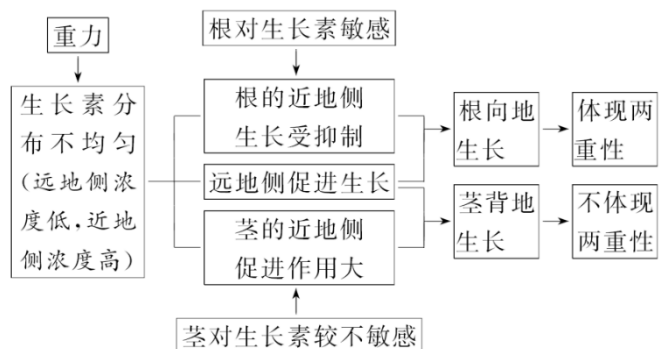 重力
根对生长素敏感
生长素分
布不均匀
(远地侧浓
度低,近地
侧浓度高)
根的近地侧
生长受抑制
远地侧促进生长
茎的近地侧
促进作用大
茎对生长素较不敏感
根向地
生长
体现两
重性
茎背地
生长
不体现
两重性